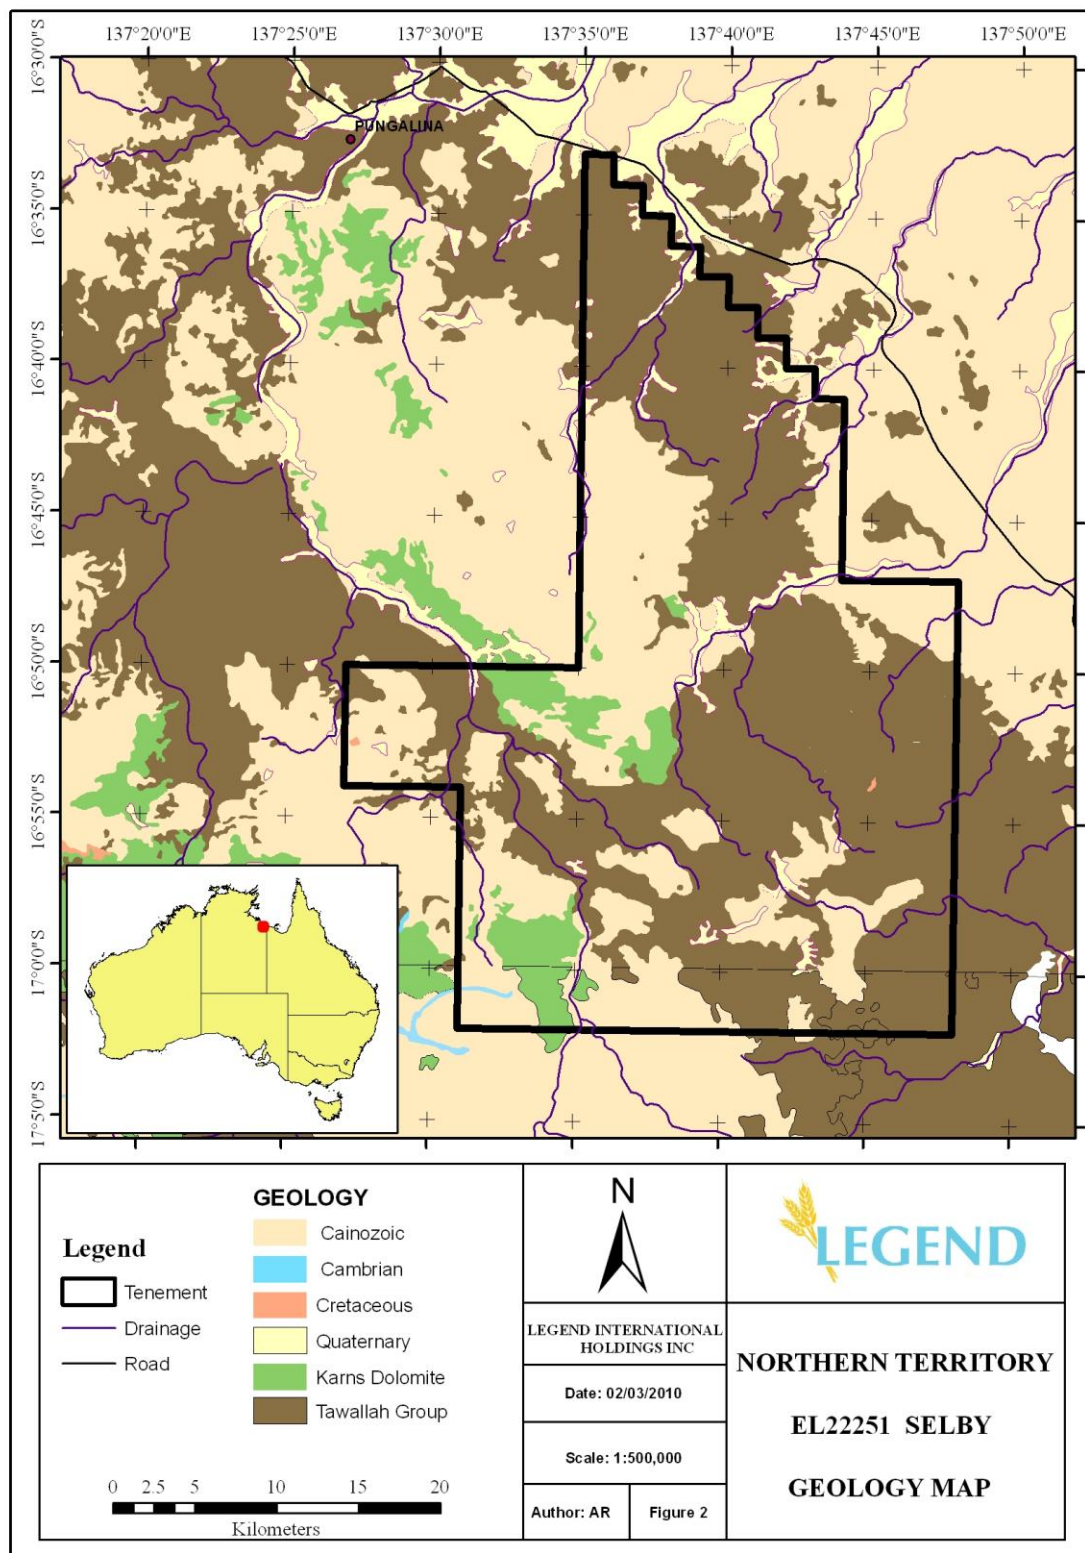 137°20'0"S 137°25'0"S 137°30'0"S 137°35'0"S 137°40'0"S 137°45'0"S 137°50'0"S
16°30'0"S
16°35'0"S
16°40'0"S
16°45'0"S
16°50'0"S
16°55'0"S
17°0'0"S
17°5'0"S
PUNGALINA
Legend
Tenement
Drainage
Road
GEOLOGY
Cainozoic
Cambrian
Cretaceous
Quaternary
Karns Dolomite
Tawallah Group
0 2.5 5 10 15 20
Kilometers
N
LEGEND INTERNATIONAL
HOLDINGS INC
Date: 02/03/2010
Scale: 1:500,000
Author: AR
Figure 2
LEGEND
NORTHERN TERRITORY
EL22251 SELBY
GEOLOGY MAP